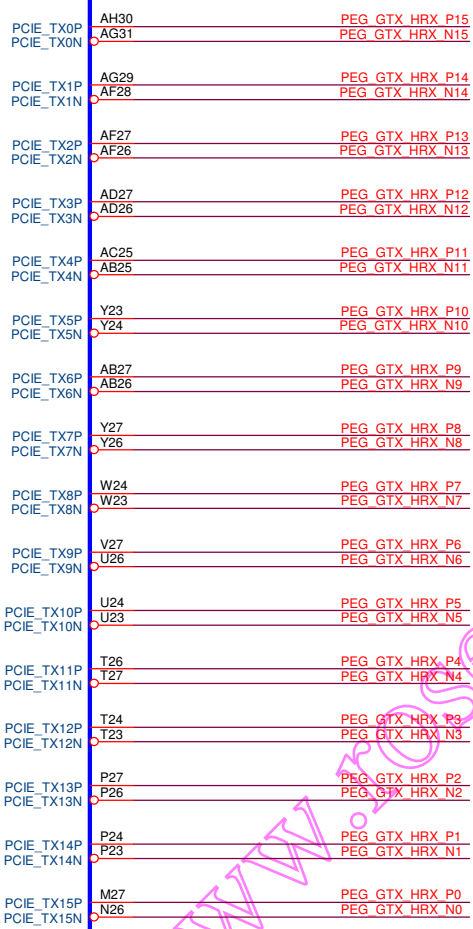 PCIE_TX0P AH30 PEG_GTX_HRX_P15
PCIE_TX0N AG31 PEG_GTX_HRX_N15
PCIE_TX1P AG29 PEG_GTX_HRX_P14
PCIE_TX1N AF28 PEG_GTX_HRX_N14
PCIE_TX2P AF27 PEG_GTX_HRX_P13
PCIE_TX2N AF26 PEG_GTX_HRX_N13
PCIE_TX3P AD27 PEG_GTX_HRX_P12
PCIE_TX3N AD26 PEG_GTX_HRX_N12
PCIE_TX4P AC25 PEG_GTX_HRX_P11
PCIE_TX4N AB25 PEG_GTX_HRX_N11
PCIE_TX5P Y23 PEG_GTX_HRX_P10
PCIE_TX5N Y24 PEG_GTX_HRX_N10
PCIE_TX6P AB27 PEG_GTX_HRX_P9
PCIE_TX6N AB26 PEG_GTX_HRX_N9
PCIE_TX7P Y27 PEG_GTX_HRX_P8
PCIE_TX7N Y26 PEG_GTX_HRX_N8
PCIE_TX8P W24 PEG_GTX_HRX_P7
PCIE_TX8N W23 PEG_GTX_HRX_N7
PCIE_TX9P V27 PEG_GTX_HRX_P6
PCIE_TX9N U26 PEG_GTX_HRX_N6
PCIE_TX10P U24 PEG_GTX_HRX_P5
PCIE_TX10N U23 PEG_GTX_HRX_N5
PCIE_TX11P T26 PEG_GTX_HRX_P4
PCIE_TX11N T27 PEG_GTX_HRX_N4
PCIE_TX12P T24 PEG_GTX_HRX_P3
PCIE_TX12N T23 PEG_GTX_HRX_N3
PCIE_TX13P P27 PEG_GTX_HRX_P2
PCIE_TX13N P26 PEG_GTX_HRX_N2
PCIE_TX14P P24 PEG_GTX_HRX_P1
PCIE_TX14N P23 PEG_GTX_HRX_N1
PCIE_TX15P M27 PEG_GTX_HRX_P0
PCIE_TX15N N26 PEG_GTX_HRX_N0